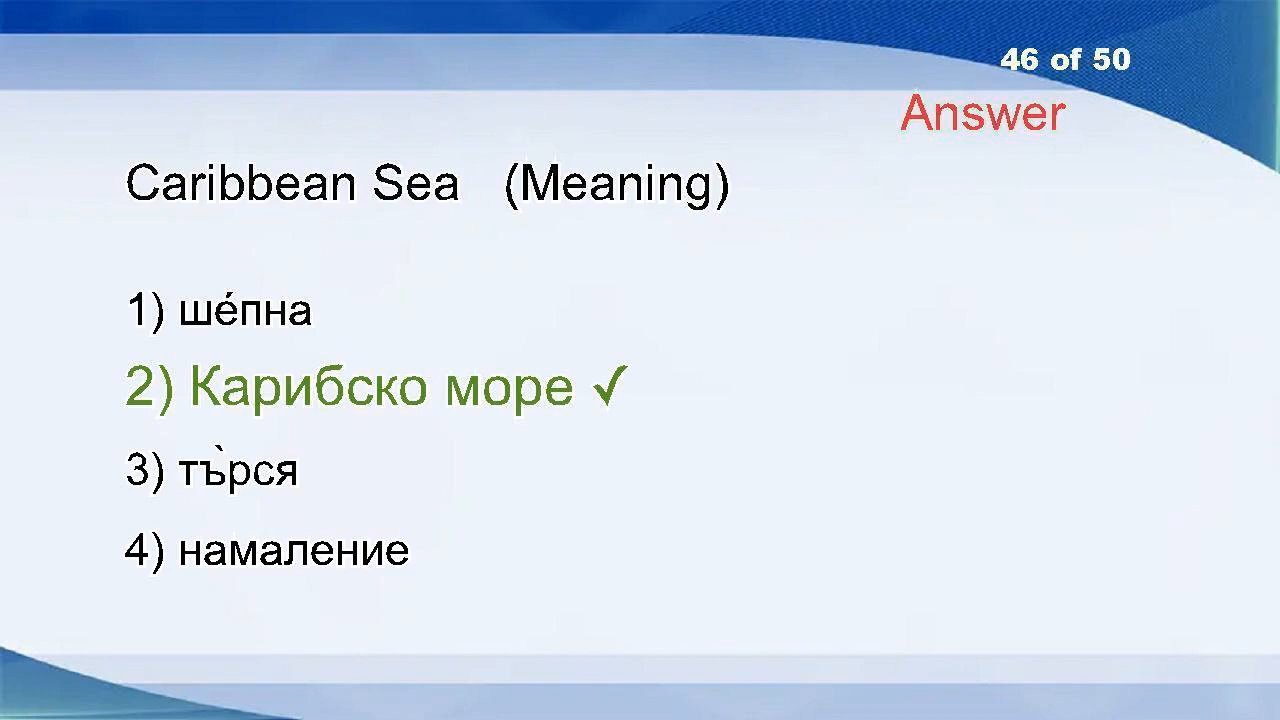 46 of 50
Answer
Caribbean Sea (Meaning)
1) ше́пна
2) Карибско море ✓
3) тъ̀рся
4) намаление